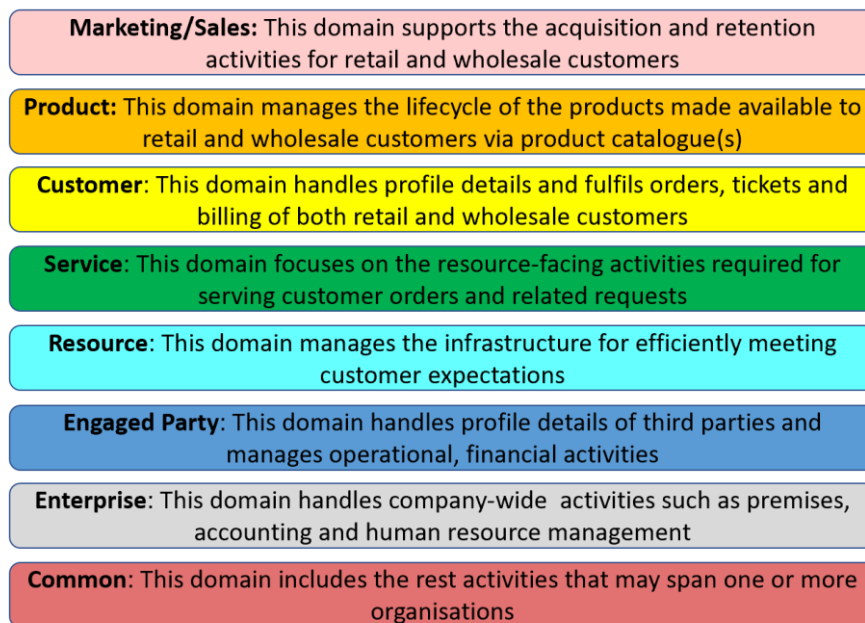 Marketing/Sales: This domain supports the acquisition and retention
activities for retail and wholesale customers
Product: This domain manages the lifecycle of the products made available to
retail and wholesale customers via product catalogue(s)
Customer: This domain handles profile details and fulfils orders, tickets and
billing of both retail and wholesale customers
Service: This domain focuses on the resource-facing activities required for
serving customer orders and related requests
Resource: This domain manages the infrastructure for efficiently meeting
customer expectations
Engaged Party: This domain handles profile details of third parties and
manages operational, financial activities
Enterprise: This domain handles company-wide  activities such as premises,
accounting and human resource management
Common: This domain includes the rest activities that may span one or more
organisations